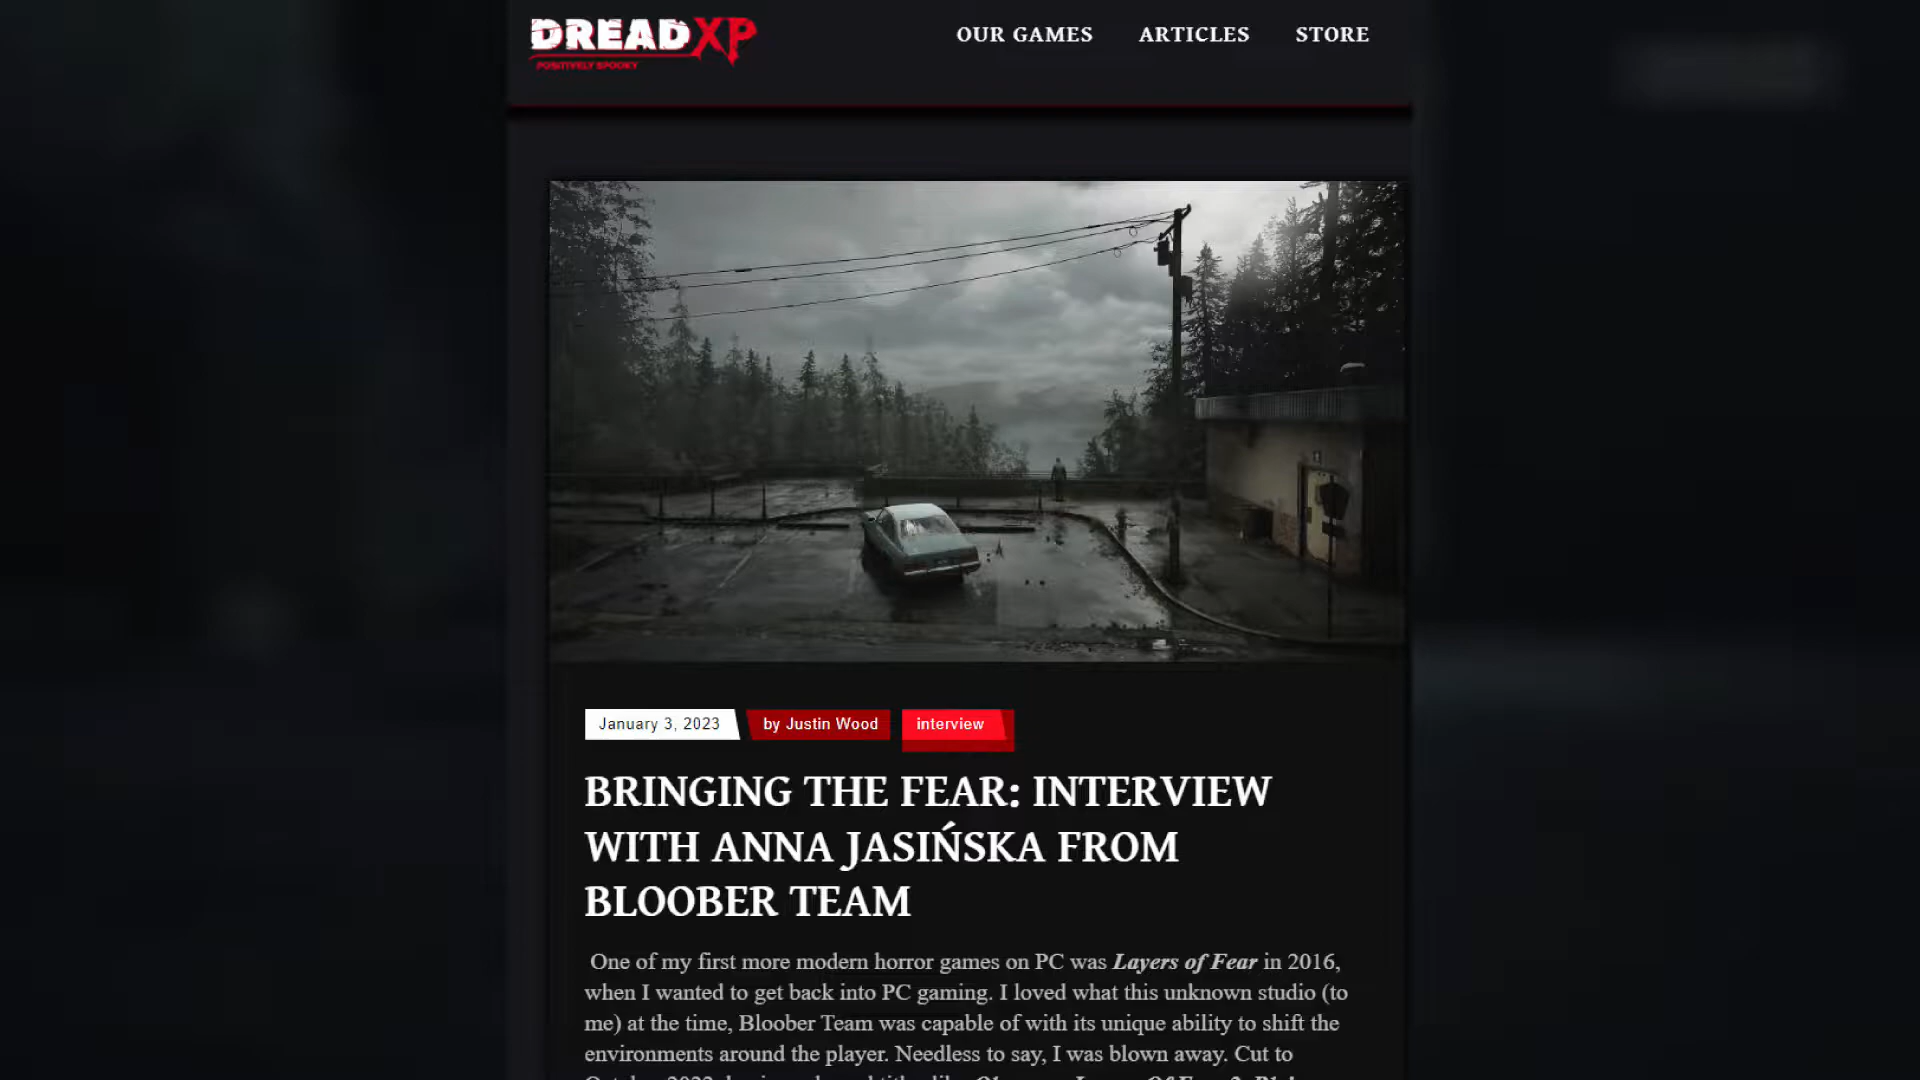 DREADXP
POSITIVELY SPOOKY
OUR GAMES
ARTICLES
STORE
January 3, 2023
by Justin Wood
interview
BRINGING THE FEAR: INTERVIEW
WITH ANNA JASIŃSKA FROM
BLOOBER TEAM
One of my first more modern horror games on PC was Layers of Fear in 2016,
when I wanted to get back into PC gaming. I loved what this unknown studio (to
me) at the time, Bloober Team was capable of with its unique ability to shift the
environments around the player. Needless to say, I was blown away. Cut to